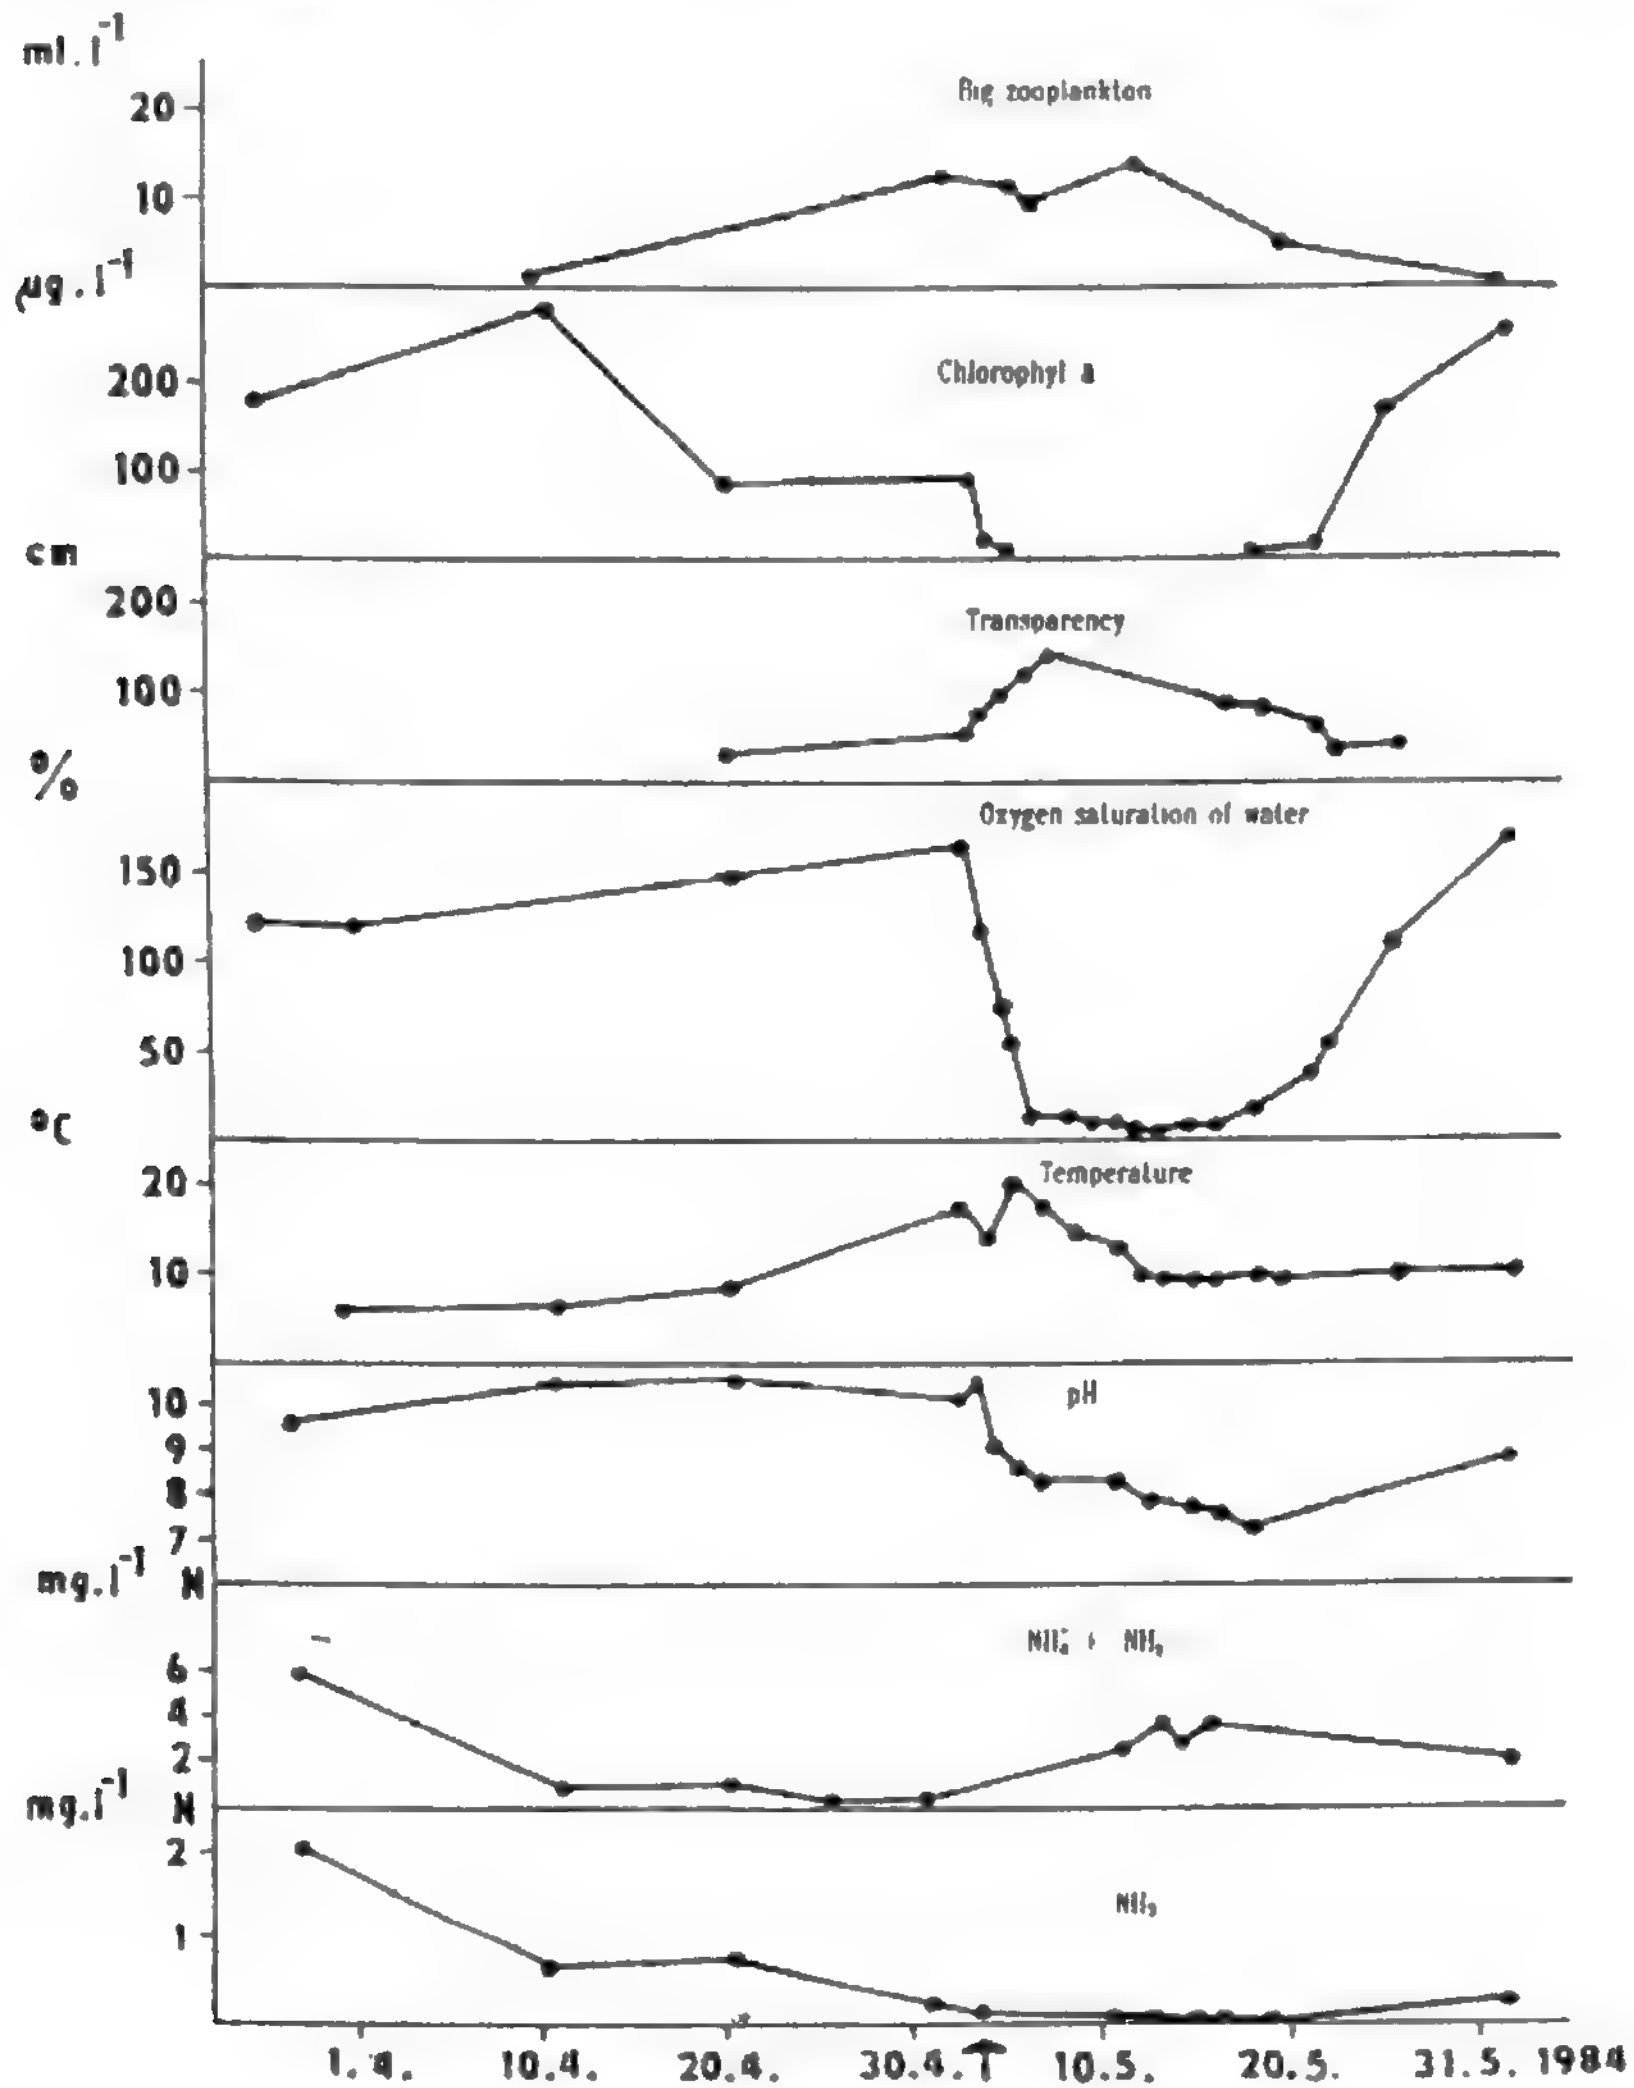 ml.l⁻¹
Big zooplankton
20
10
µg.l⁻¹
Chlorophyl a
200
100
cm
200
Transparency
100
%
Oxygen saturation of water
150
100
50
°C
Temperature
20
10
pH
10
9
8
7
mg.l⁻¹ N
NH₄⁺ + NH₃
6
4
2
mg.l⁻¹ N
2
NH₃
1
1.4. 10.4. 20.4. 30.4. 10.5. 20.5. 31.5. 1984